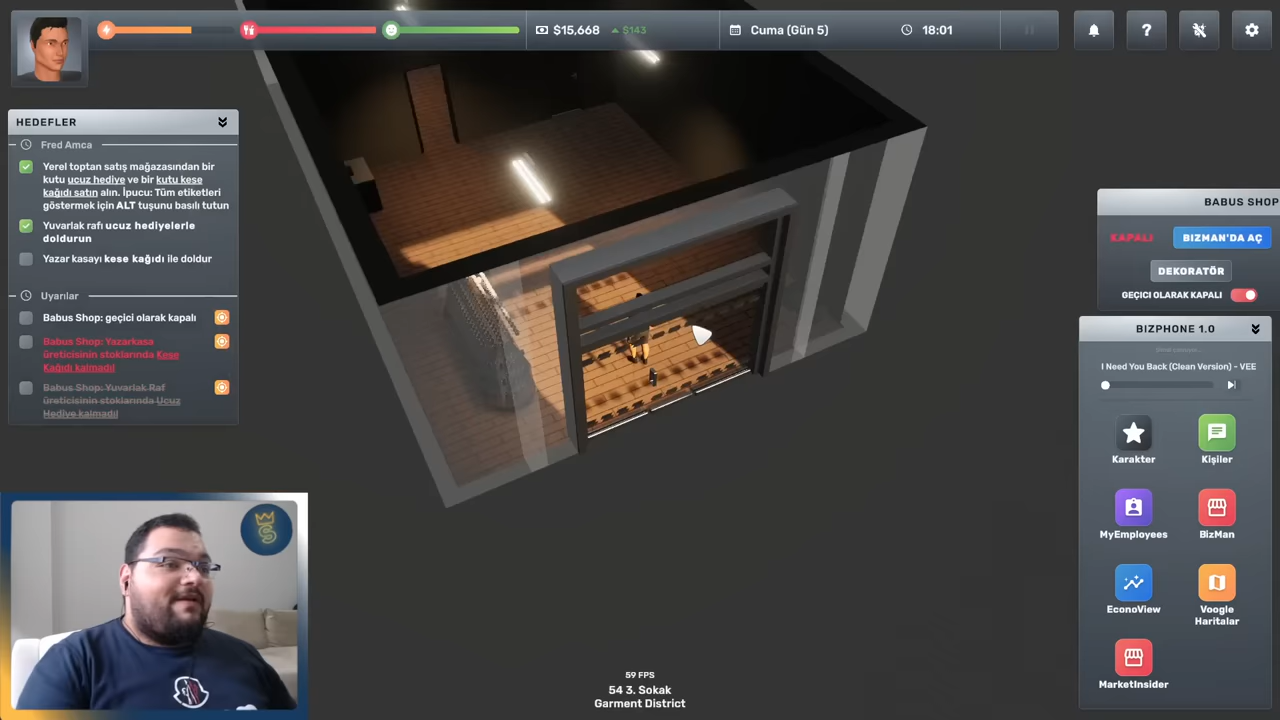 $15,668
$143
Cuma (Gün 5)
18:01
?
HEDEFLER
Fred Amca
Yerel toptan satış mağazasından bir
kutu ucuz hediye ve bir kutu kese
kağıdı satın alın. İpucu: Tüm etiketleri
göstermek için ALT tuşunu basılı tutun
Yuvarlak rafı ucuz hediyelerle
doldurun
Yazar kasayı kese kağıdı ile doldur
Uyarılar
Babus Shop: geçici olarak kapalı
Babus Shop: Yazarkasa
üreticisinin stoklarında Kese
Kağıdı kalmadı!
Babus Shop: Yuvarlak Raf
üreticisinin stoklarında Ucuz
Hediye kalmadı!
BABUS SHOP
KAPALI
BIZMAN'DA AÇ
DEKORATÖR
GEÇICI OLARAK KAPALI
BIZPHONE 1.0
I Need You Back (Clean Version) - VEE
Karakter
Kişiler
MyEmployees
BizMan
EconoView
Voogle
Haritalar
MarketInsider
S
59 FPS
54 3. Sokak
Garment District